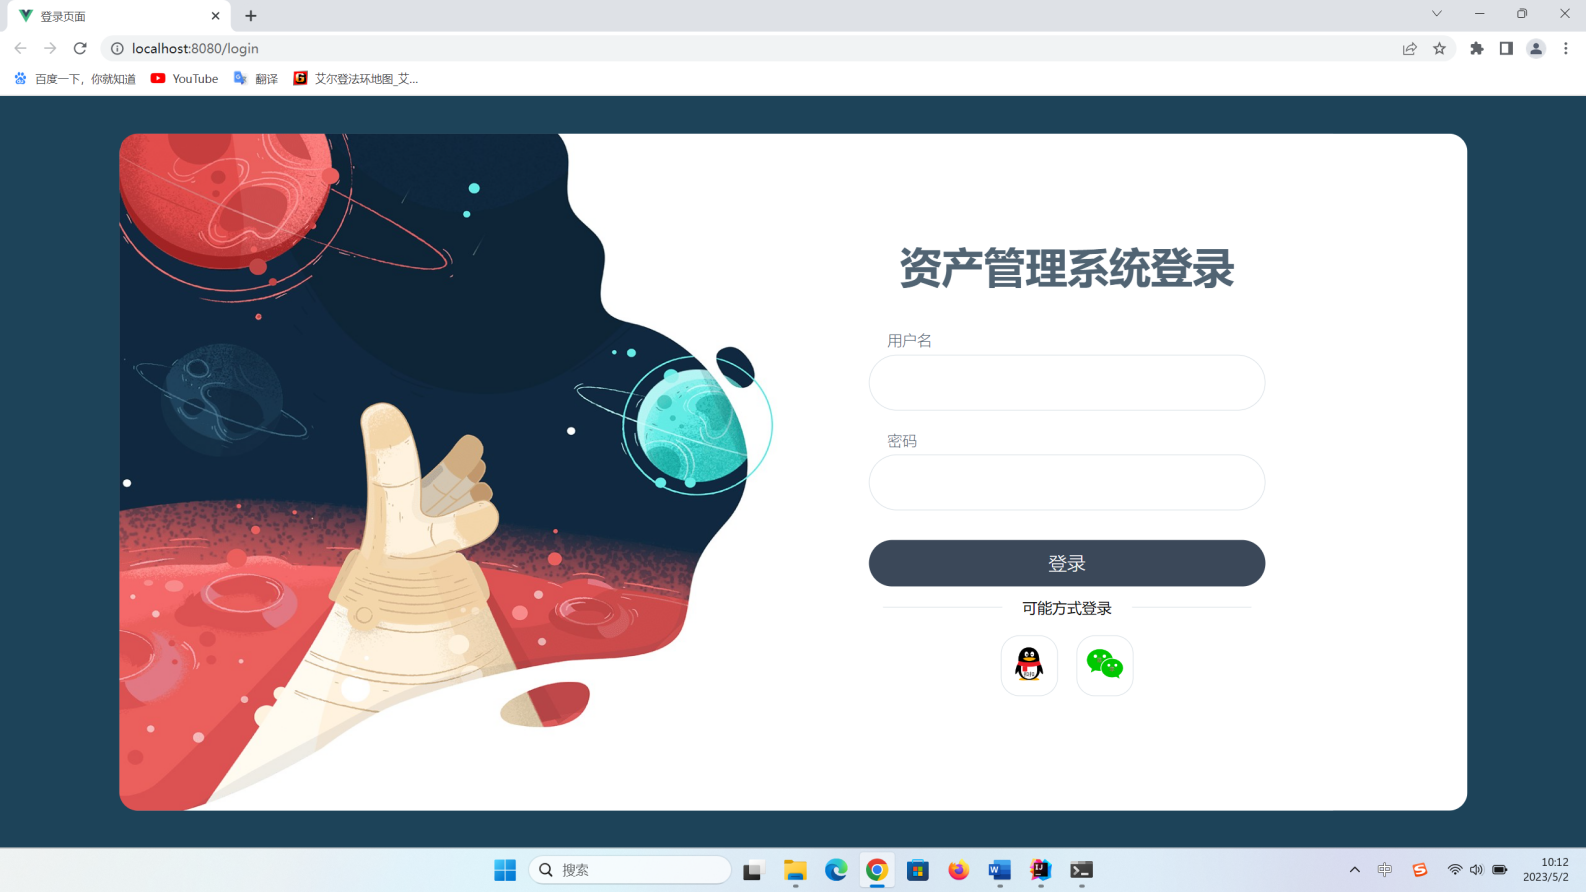 登录页面
localhost:8080/login
百度一下，你就知道
YouTube
翻译
艾尔登法环地图_艾...
资产管理系统登录
用户名
密码
登录
可能方式登录
搜索
中
10:12
2023/5/2